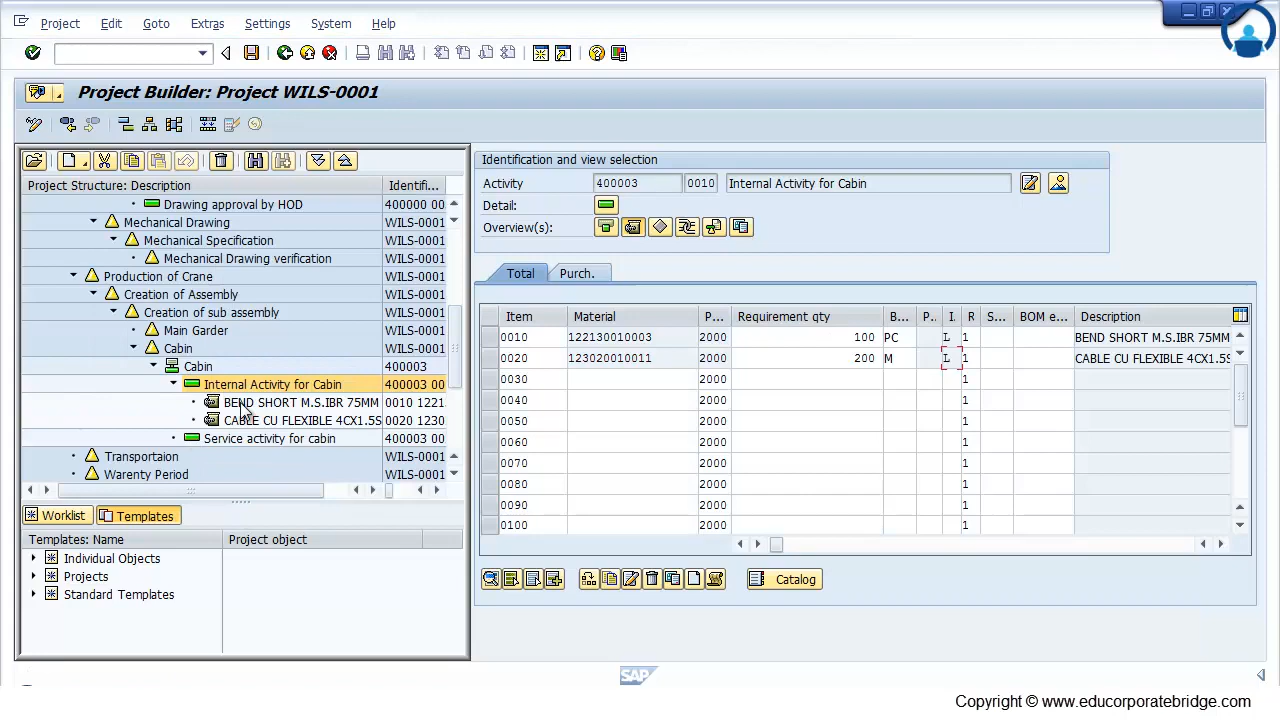 Project Edit Goto Extras Settings System Help
Project Builder: Project WILS-0001
Project Structure: Description Identifi...
Drawing approval by HOD 400000 00
Mechanical Drawing WILS-0001
Mechanical Specification WILS-0001
Mechanical Drawing verification WILS-0001
Production of Crane WILS-0001
Creation of Assembly WILS-0001
Creation of sub assembly WILS-0001
Main Garder WILS-0001
Cabin WILS-0001
Cabin 400003
Internal Activity for Cabin 400003 00
BEND SHORT M.S.IBR 75MM 0010 1221
CABLE CU FLEXIBLE 4CX1.5S 0020 1230
Service activity for cabin 400003 00
Transportaion WILS-0001
Warenty Period WILS-0001
Worklist Templates
Templates: Name Project object
Individual Objects
Projects
Standard Templates
Identification and view selection
Activity 400003 0010 Internal Activity for Cabin
Detail:
Overview(s):
Total Purch.
Item Material P... Requirement qty B... P.. I. R S... BOM e... Description
0010 122130010003 2000 100 PC L 1 BEND SHORT M.S.IBR 75MM
0020 123020010011 2000 200 M L 1 CABLE CU FLEXIBLE 4CX1.5S
0030 2000 1
0040 2000 1
0050 2000 1
0060 2000 1
0070 2000 1
0080 2000 1
0090 2000 1
0100 2000 1
Catalog
SAP
Copyright © www.educorporatebridge.com